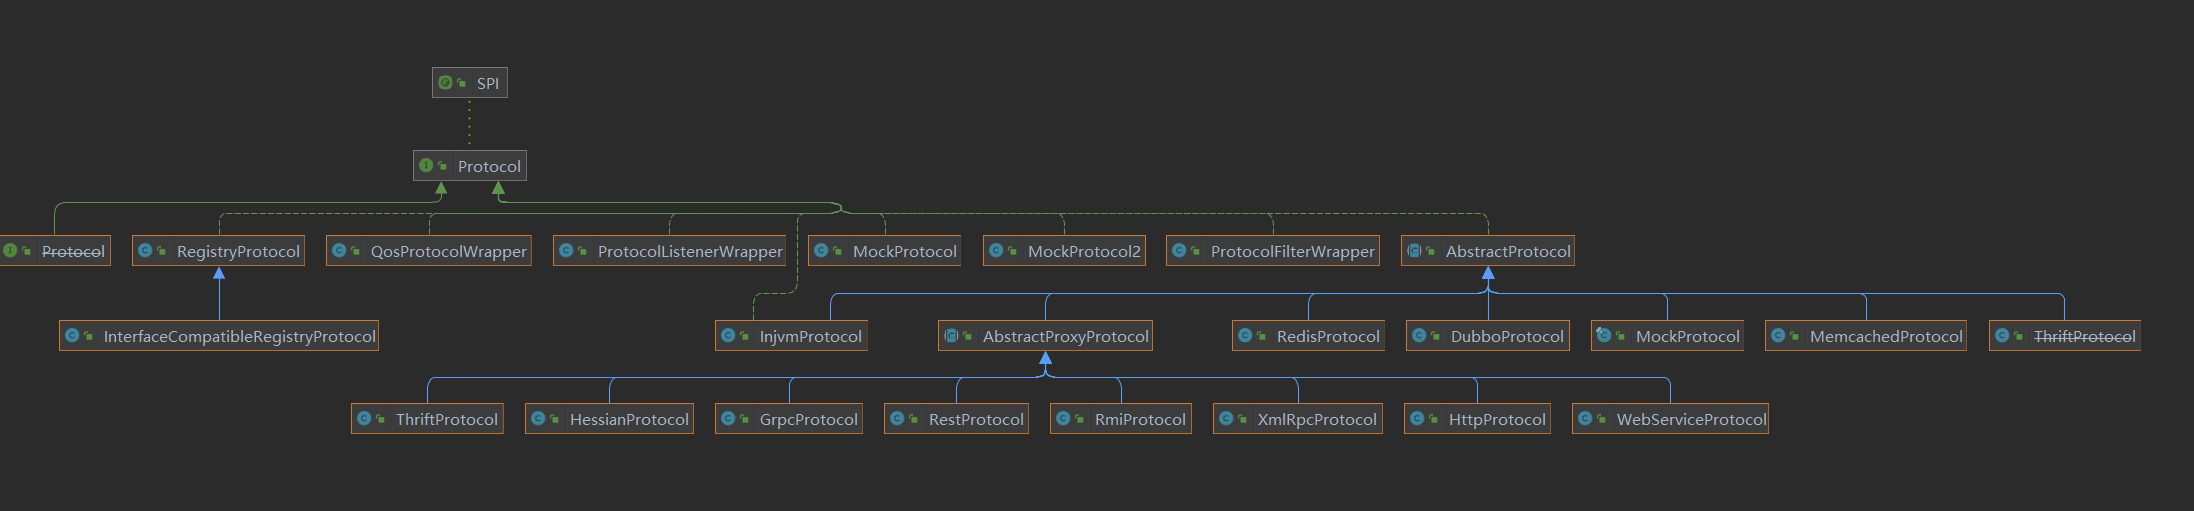 SPI
Protocol
Protocol
RegistryProtocol
QosProtocolWrapper
ProtocolListenerWrapper
MockProtocol
MockProtocol2
ProtocolFilterWrapper
AbstractProtocol
InterfaceCompatibleRegistryProtocol
InjvmProtocol
AbstractProxyProtocol
RedisProtocol
DubboProtocol
MockProtocol
MemcachedProtocol
ThriftProtocol
ThriftProtocol
HessianProtocol
GrpcProtocol
RestProtocol
RmiProtocol
XmlRpcProtocol
HttpProtocol
WebServiceProtocol